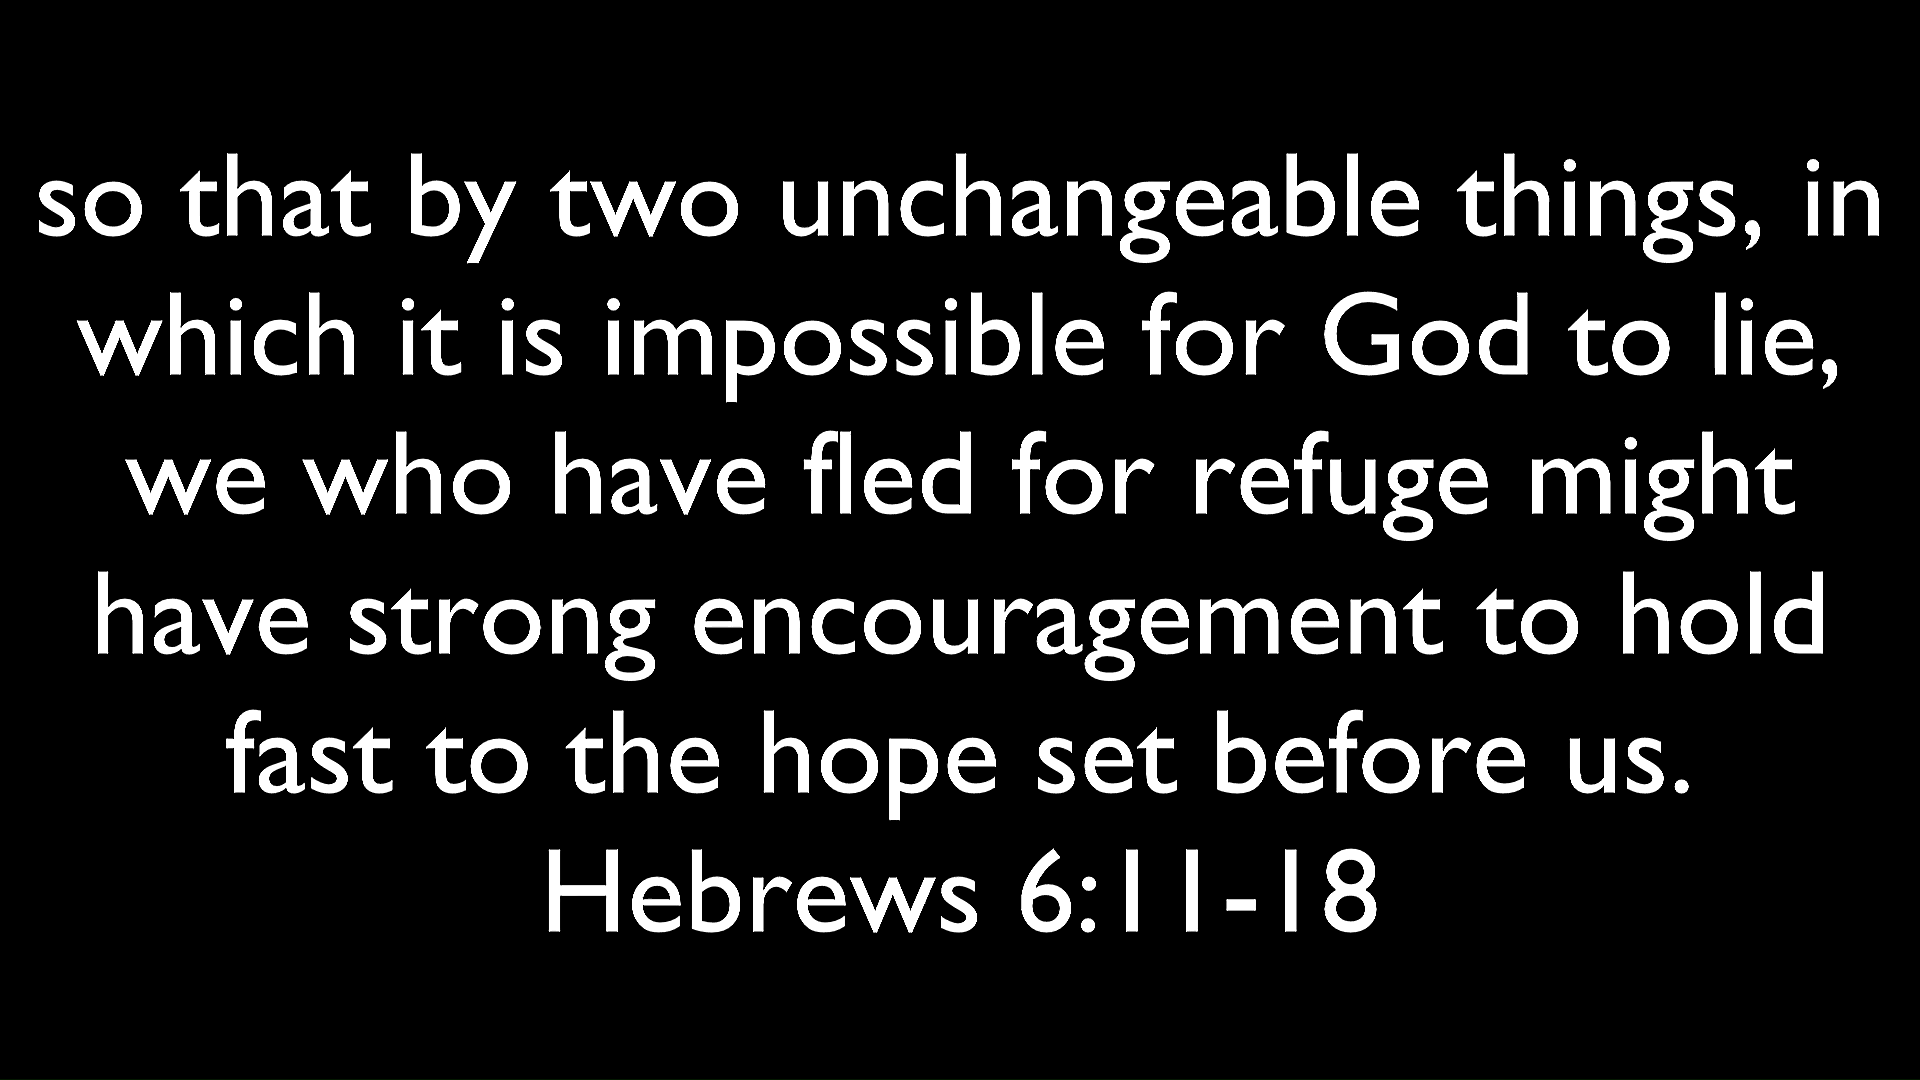 so that by two unchangeable things, in
which it is impossible for God to lie,
we who have fled for refuge might
have strong encouragement to hold
fast to the hope set before us.
Hebrews 6:11-18